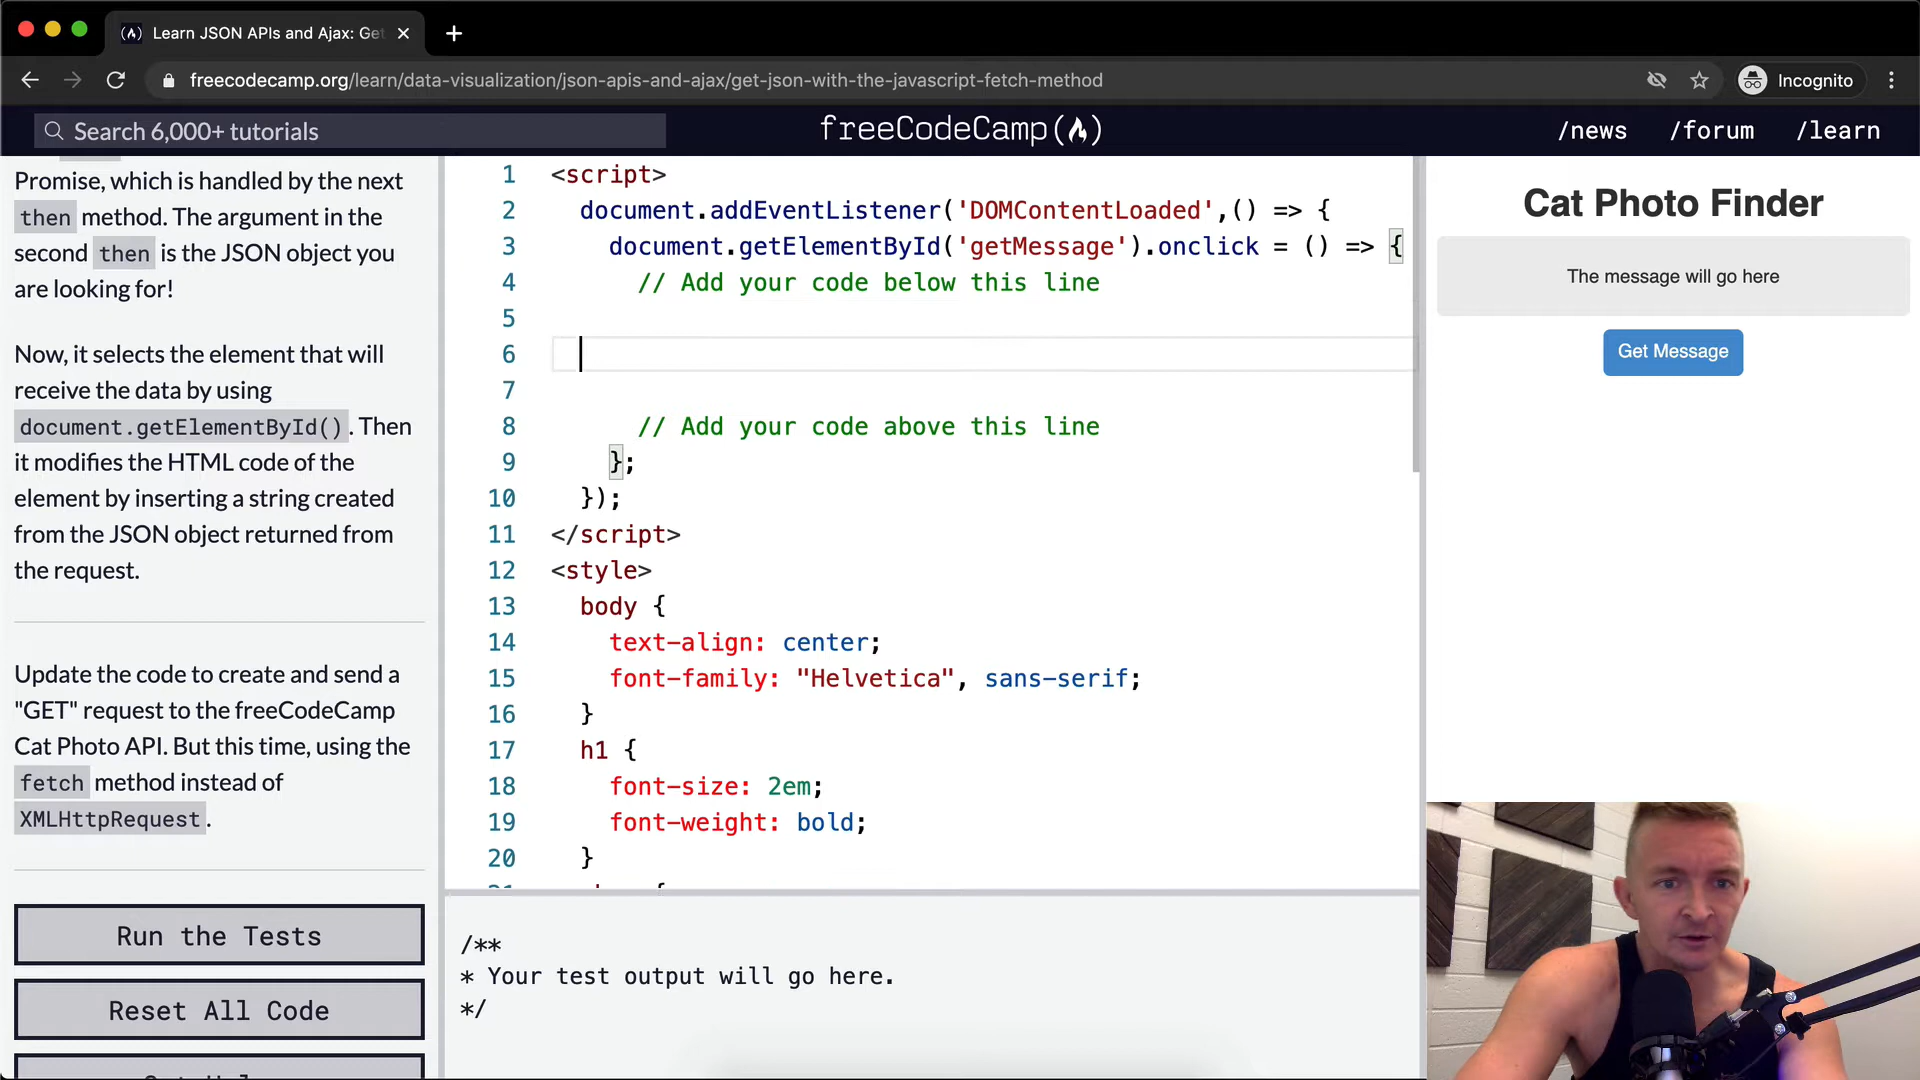 Learn JSON APIs and Ajax: Get
freecodecamp.org/learn/data-visualization/json-apis-and-ajax/get-json-with-the-javascript-fetch-method
Incognito
Search 6,000+ tutorials
freeCodeCamp
/news
/forum
/learn
Promise, which is handled by the next
then method. The argument in the
second then is the JSON object you
are looking for!
Now, it selects the element that will
receive the data by using
document.getElementById(). Then
it modifies the HTML code of the
element by inserting a string created
from the JSON object returned from
the request.
Update the code to create and send a
"GET" request to the freeCodeCamp
Cat Photo API. But this time, using the
fetch method instead of
XMLHttpRequest.
Run the Tests
Reset All Code
1 <script>
2 document.addEventListener('DOMContentLoaded',() => {
3 document.getElementById('getMessage').onclick = () => {
4 // Add your code below this line
5
6
7
8 // Add your code above this line
9 };
10 });
11 </script>
12 <style>
13 body {
14 text-align: center;
15 font-family: "Helvetica", sans-serif;
16 }
17 h1 {
18 font-size: 2em;
19 font-weight: bold;
20 }
/**
* Your test output will go here.
*/
Cat Photo Finder
The message will go here
Get Message